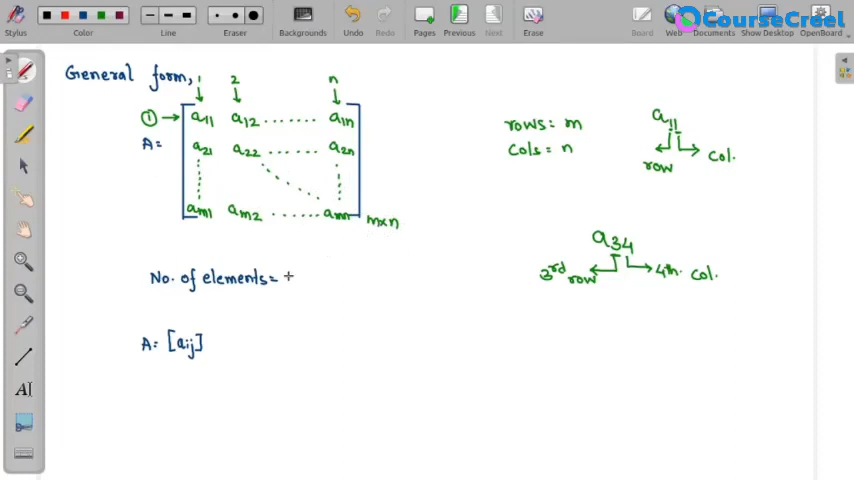 Stylus
Color
Line
Eraser
Backgrounds
Undo
Redo
Pages
Previous
Next
Erase
Board
Web
Documents
Show Desktop
OpenBoard
CourseCreel
General form,
1 2 n
① → a11 a12 ....... a1n
A = a21 a22 ...... a2n
am1 am2 ...... amn m×n
rows = m
cols = n
a11
row col.
a34
3rd row 4th. col.
No. of elements =
A = [aij]